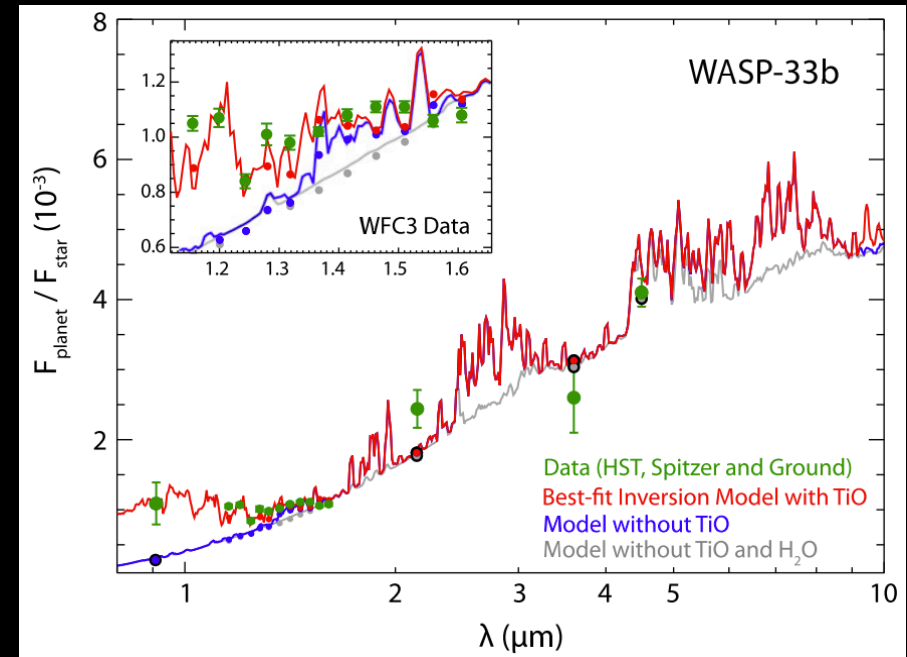 8
6
4
2
F_planet / F_star (10^-3)
WASP-33b
1.2
1.0
0.8
0.6
WFC3 Data
1.2 1.3 1.4 1.5 1.6
Data (HST, Spitzer and Ground)
Best-fit Inversion Model with TiO
Model without TiO
Model without TiO and H₂O
1 2 3 4 5 10
λ (μm)